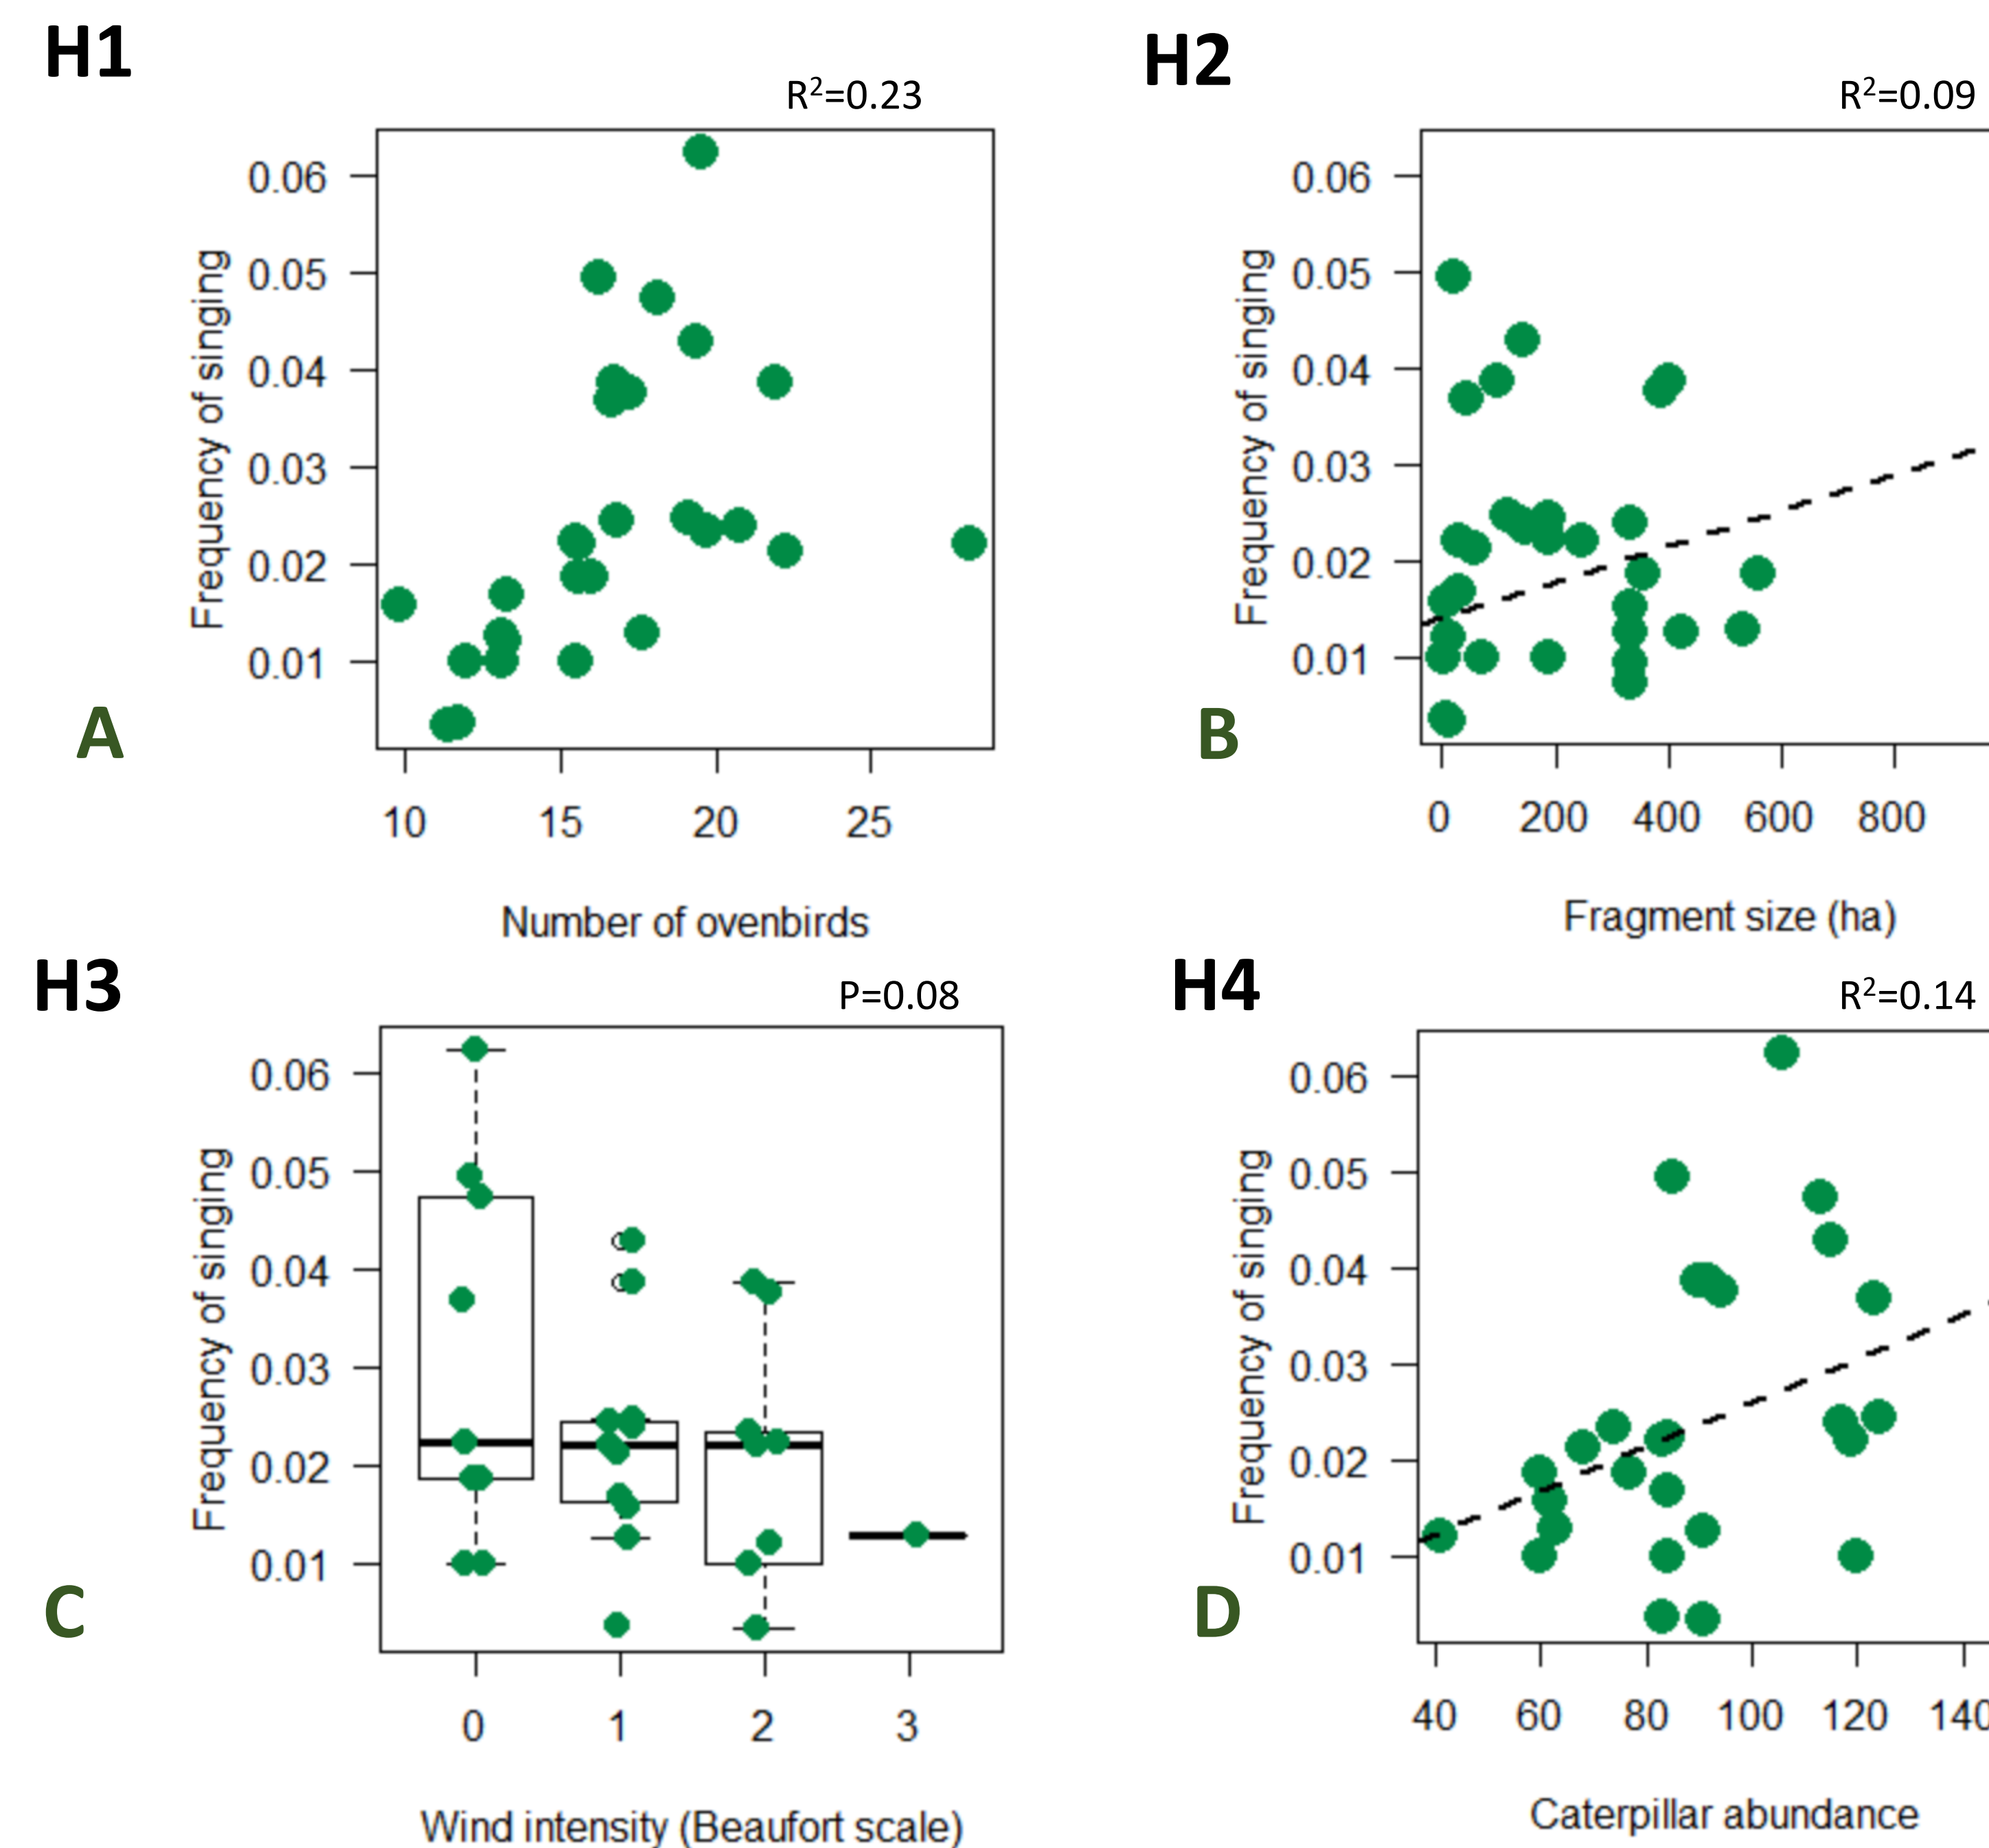 H1
R²=0.23
Frequency of singing
0.06
0.05
0.04
0.03
0.02
0.01
A
10 15 20 25
Number of ovenbirds
H2
R²=0.09
Frequency of singing
0.06
0.05
0.04
0.03
0.02
0.01
B
0 200 400 600 800
Fragment size (ha)
H3
P=0.08
Frequency of singing
0.06
0.05
0.04
0.03
0.02
0.01
C
0 1 2 3
Wind intensity (Beaufort scale)
H4
R²=0.14
Frequency of singing
0.06
0.05
0.04
0.03
0.02
0.01
D
40 60 80 100 120 140
Caterpillar abundance